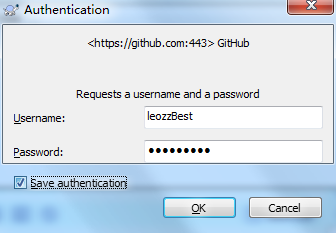 Authentication
<https://github.com:443> GitHub
Requests a username and a password
Username:
leozzBest
Password:
●●●●●●●●●
Save authentication
OK
Cancel